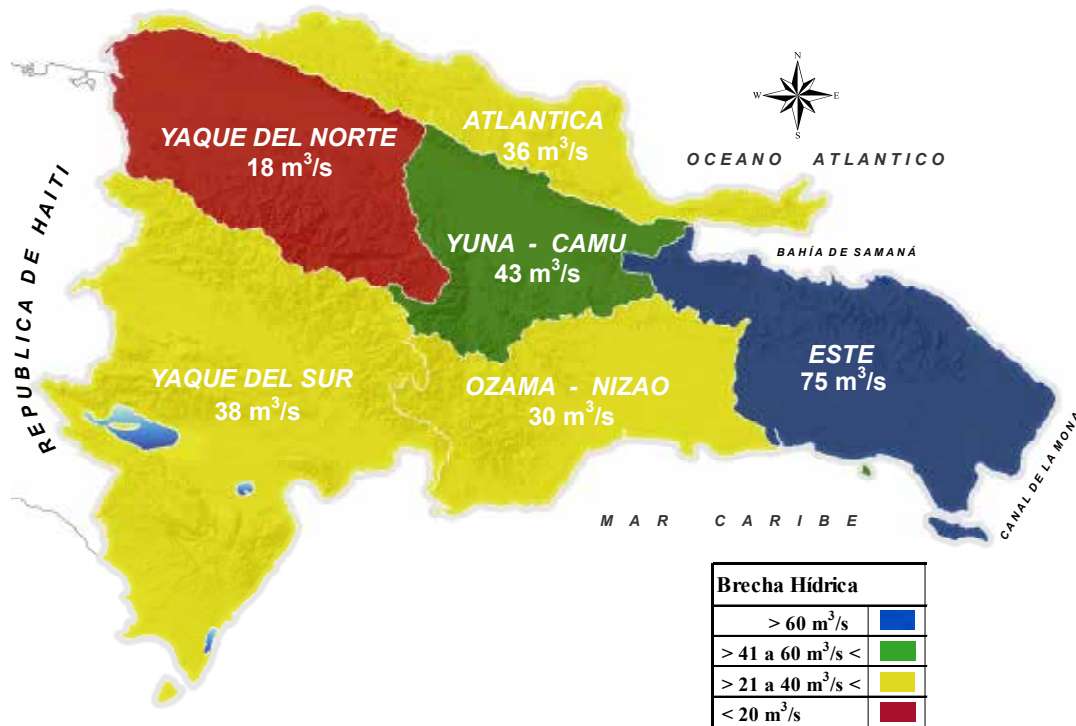 N
W E
S
YAQUE DEL NORTE
18 m³/s
ATLANTICA
36 m³/s
OCEANO ATLANTICO
REPUBLICA DE HAITI
YUNA - CAMU
43 m³/s
BAHÍA DE SAMANÁ
YAQUE DEL SUR
38 m³/s
OZAMA - NIZAO
30 m³/s
ESTE
75 m³/s
CANAL DE LA MONA
MAR CARIBE
Brecha Hídrica
> 60 m³/s
> 41 a 60 m³/s <
> 21 a 40 m³/s <
< 20 m³/s